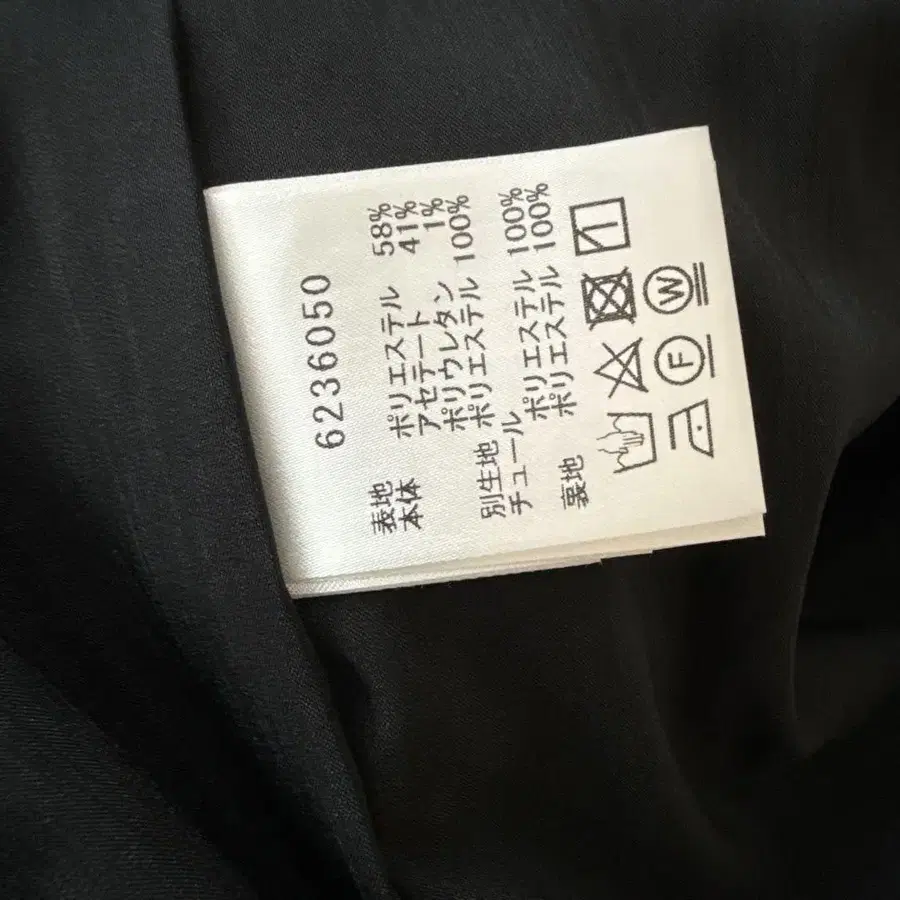 6236050
表地 ポリエステル 58%
本体 アセテート 41%
ポリウレタン 1%
別生地 ポリエステル 100%
チュール
ポリエステル 100%
裏地 ポリエステル 100%
W
F